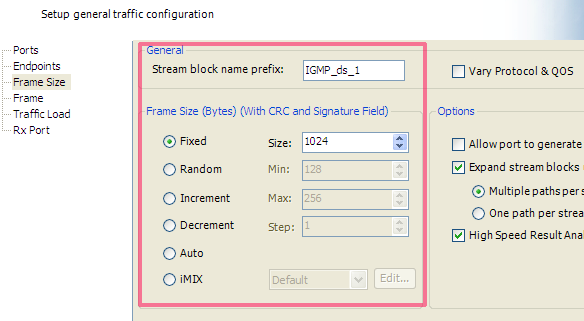 Setup general traffic configuration
Ports
Endpoints
Frame Size
Frame
Traffic Load
Rx Port
General
Stream block name prefix: IGMP_ds_1
Vary Protocol & QOS
Frame Size (Bytes) (With CRC and Signature Field)
Fixed Size: 1024
Random Min: 128
Increment Max: 256
Decrement Step: 1
Auto
iMIX Default Edit...
Options
Allow port to generate
Expand stream blocks
Multiple paths per s
One path per strea
High Speed Result Anal